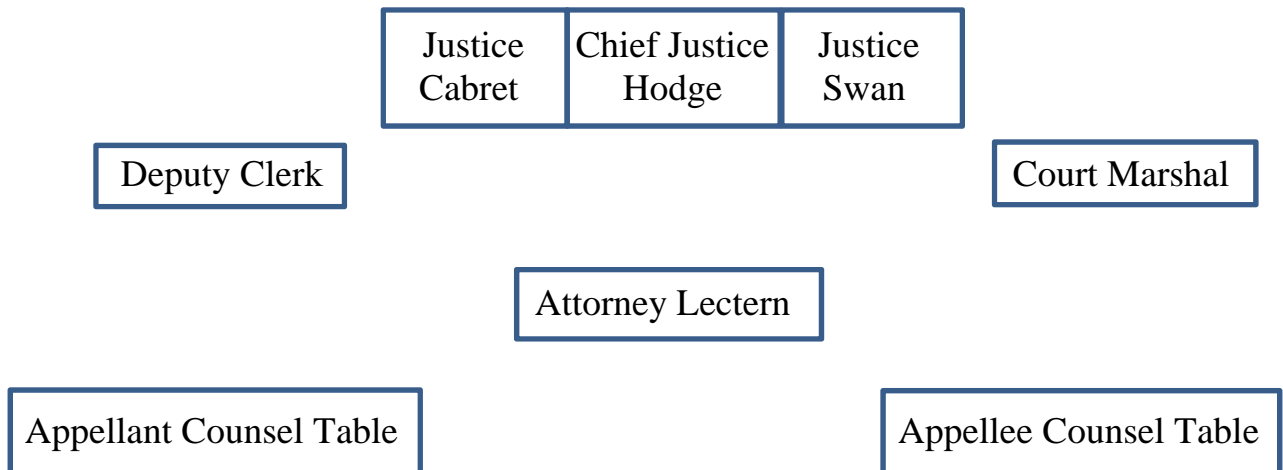 Justice
Cabret
Chief Justice
Hodge
Justice
Swan
Deputy Clerk
Court Marshal
Attorney Lectern
Appellant Counsel Table
Appellee Counsel Table